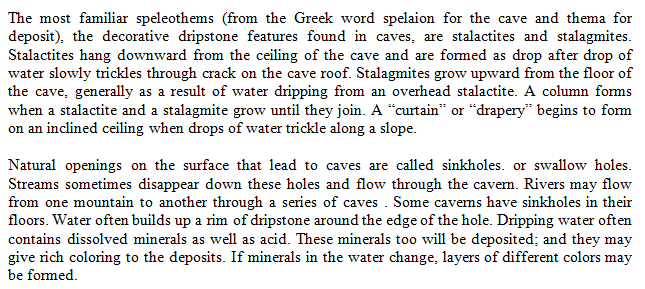 The most familiar speleothems (from the Greek word spelaion for the cave and thema for
deposit), the decorative dripstone features found in caves, are stalactites and stalagmites.
Stalactites hang downward from the ceiling of the cave and are formed as drop after drop of
water slowly trickles through crack on the cave roof. Stalagmites grow upward from the floor of
the cave, generally as a result of water dripping from an overhead stalactite. A column forms
when a stalactite and a stalagmite grow until they join. A “curtain” or “drapery” begins to form
on an inclined ceiling when drops of water trickle along a slope.

Natural openings on the surface that lead to caves are called sinkholes. or swallow holes.
Streams sometimes disappear down these holes and flow through the cavern. Rivers may flow
from one mountain to another through a series of caves . Some caverns have sinkholes in their
floors. Water often builds up a rim of dripstone around the edge of the hole. Dripping water often
contains dissolved minerals as well as acid. These minerals too will be deposited; and they may
give rich coloring to the deposits. If minerals in the water change, layers of different colors may
be formed.